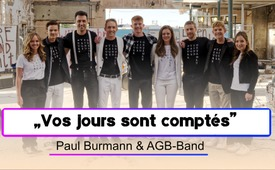 „Vos jours sont comptés"
Paul Burmann & AGB-Band